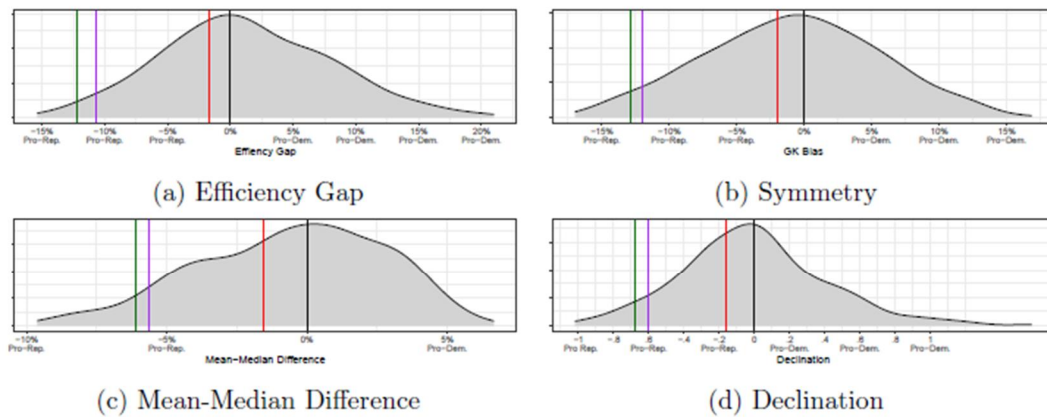 -15% -10% -5% 0% 5% 10% 15% 20%
Pro-Rep. Pro-Rep. Pro-Rep. Pro-Dem. Pro-Dem. Pro-Dem. Pro-Dem.
Effiency Gap
(a) Efficiency Gap
-15% -10% -5% 0% 5% 10% 15%
Pro-Rep. Pro-Rep. Pro-Rep. Pro-Dem. Pro-Dem. Pro-Dem.
GK Bias
(b) Symmetry
-10% -5% 0% 5%
Pro-Rep. Pro-Rep. Pro-Dem.
Mean-Median Difference
(c) Mean-Median Difference
-1 -.8 -.6 -.4 -.2 0 .2 .4 .6 .8 1
Pro Rep. Pro-Rep. Pro-Rep. Pro-Rep. Pro-Rep. Pro-Dem. Pro-Dem. Pro-Dem. Pro-Dem. Pro-Dem.
Declination
(d) Declination